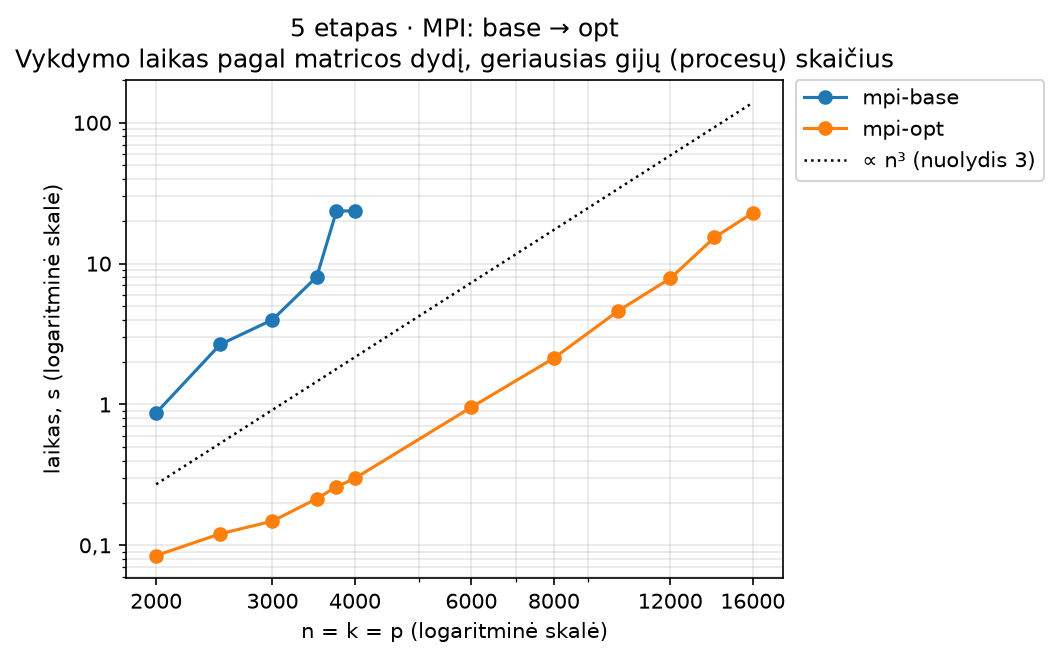 5 etapas · MPI: base → opt
Vykdymo laikas pagal matricos dydį, geriausias gijų (procesų) skaičius
mpi-base
mpi-opt
∝ n³ (nuolydis 3)
laikas, s (logaritminė skalė)
100
10
1
0,1
2000 3000 4000 6000 8000 12000 16000
n = k = p (logaritminė skalė)